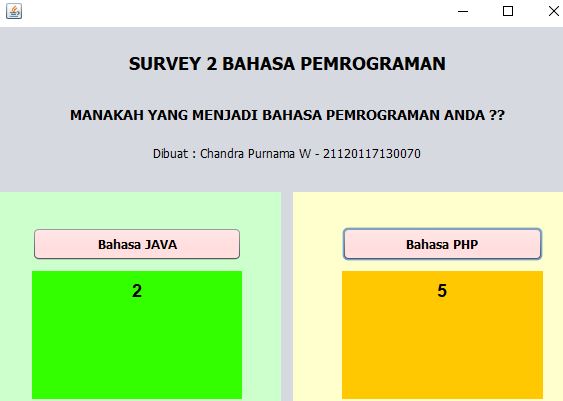 SURVEY 2 BAHASA PEMROGRAMAN
MANAKAH YANG MENJADI BAHASA PEMROGRAMAN ANDA ??
Dibuat : Chandra Purnama W - 21120117130070
Bahasa JAVA
Bahasa PHP
2
5